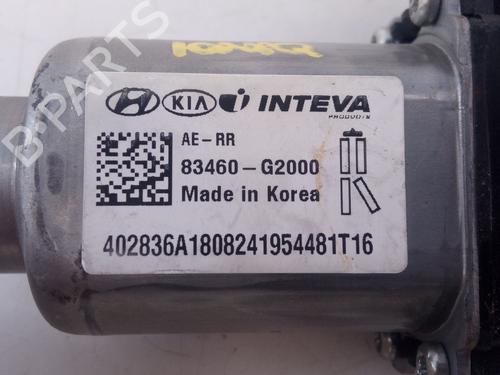 B-PARTS
KIA INTEVA
PRODUCTS
AE-RR
83460-G2000
Made in Korea
402836A1808241954481T16